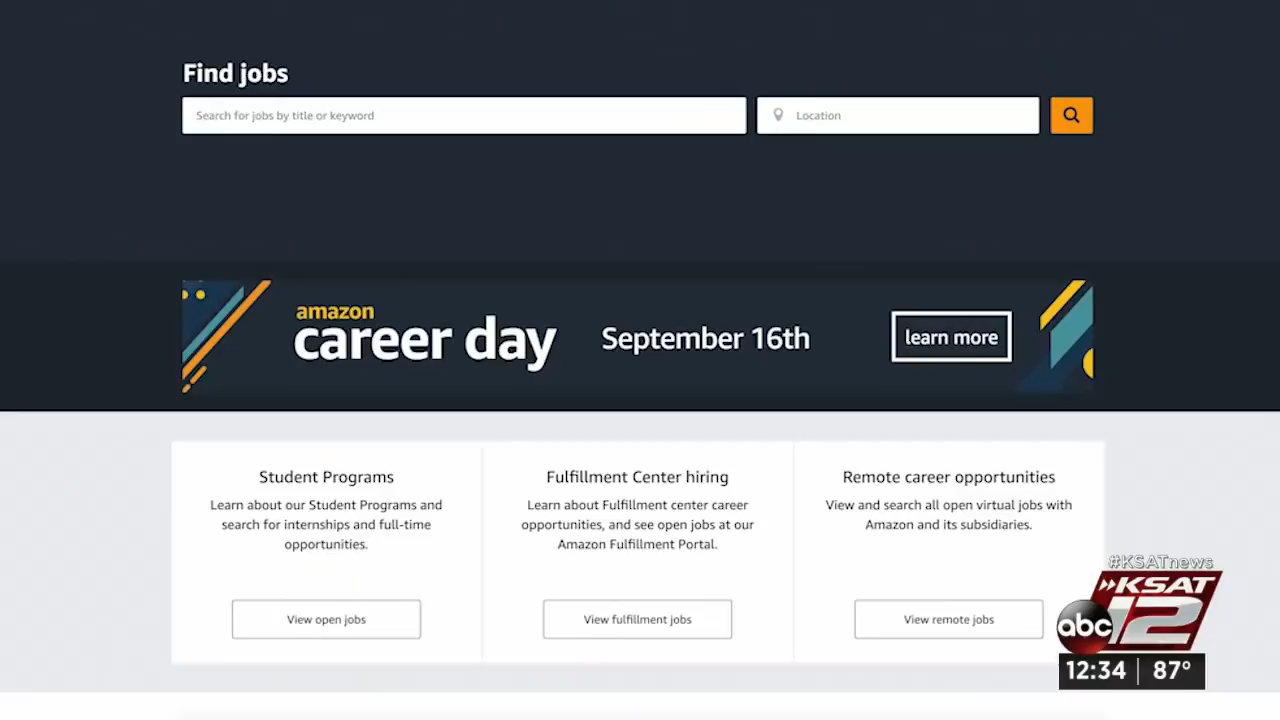 Find jobs
Search for jobs by title or keyword
Location
amazon
career day
September 16th
learn more
Student Programs
Learn about our Student Programs and
search for internships and full-time
opportunities.
View open jobs
Fulfillment Center hiring
Learn about Fulfillment center career
opportunities, and see open jobs at our
Amazon Fulfillment Portal.
View fulfillment jobs
Remote career opportunities
View and search all open virtual jobs with
Amazon and its subsidiaries.
View remote jobs
#KSATnews
KSAT
abc 12
12:34 87°